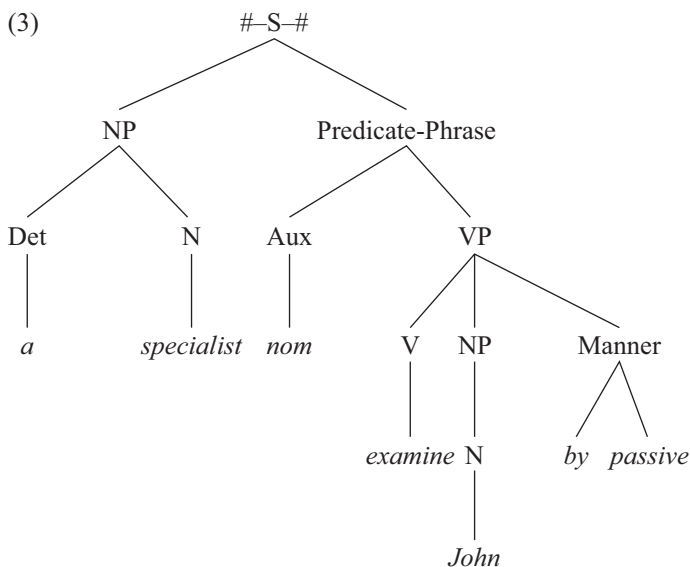 (3) #–S–#
NP Predicate-Phrase
Det N Aux VP
a specialist nom V NP Manner
examine N by passive
John